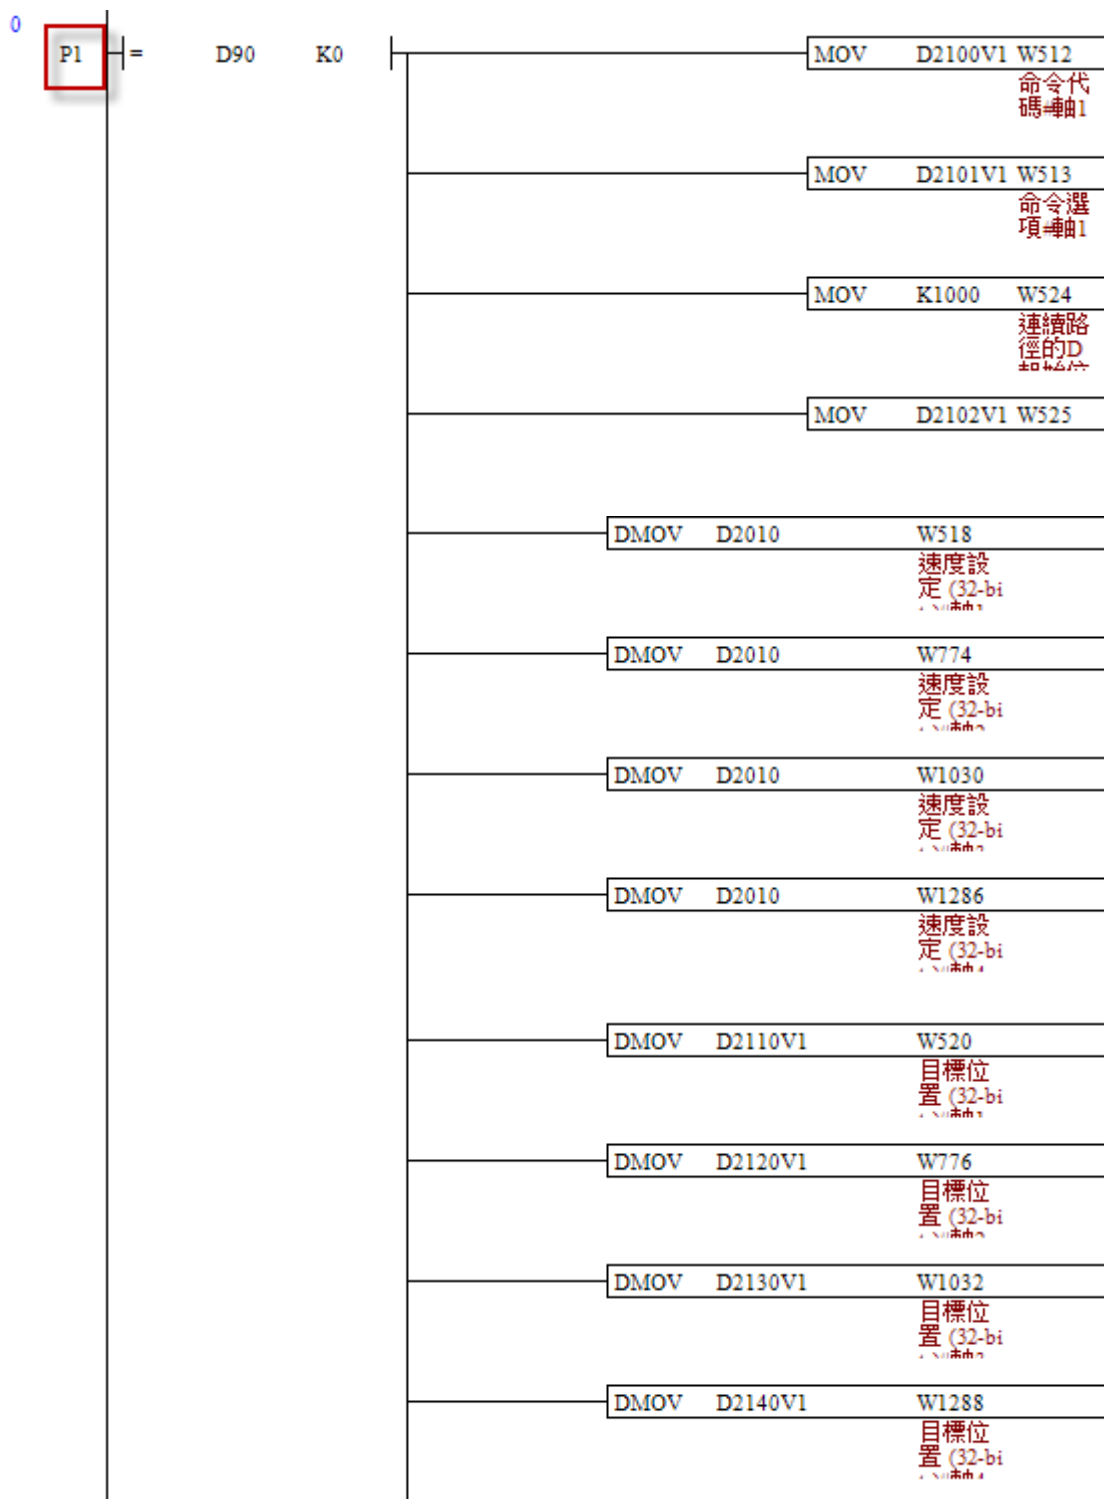 0
P1 = D90 K0 MOV D2100V1 W512
命令代
碼#軸1
MOV D2101V1 W513
命令選
項#軸1
MOV K1000 W524
連續路
徑的D
MOV D2102V1 W525
DMOV D2010 W518
速度設
定 (32-bi
DMOV D2010 W774
速度設
定 (32-bi
DMOV D2010 W1030
速度設
定 (32-bi
DMOV D2010 W1286
速度設
定 (32-bi
DMOV D2110V1 W520
目標位
置 (32-bi
DMOV D2120V1 W776
目標位
置 (32-bi
DMOV D2130V1 W1032
目標位
置 (32-bi
DMOV D2140V1 W1288
目標位
置 (32-bi